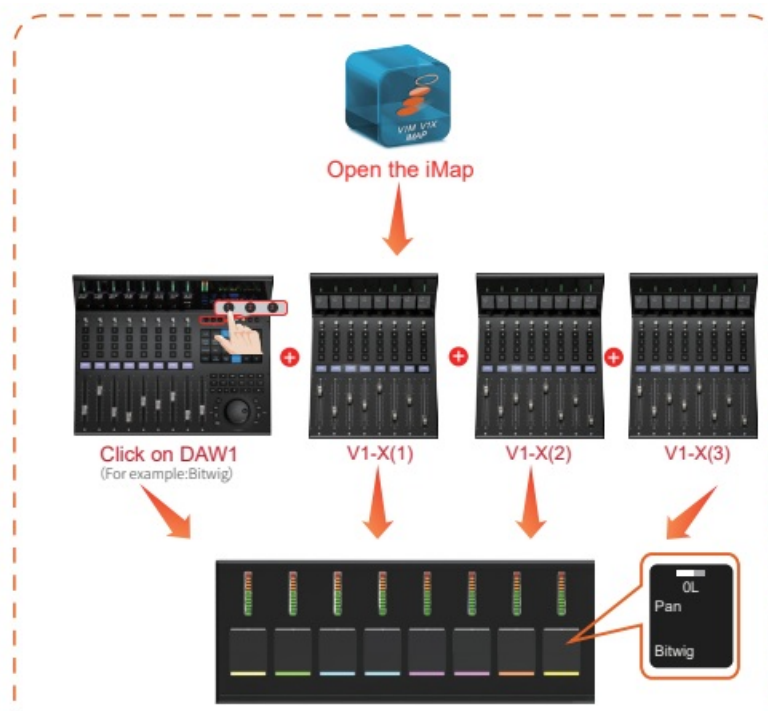 V1M V1X
iMAP
Open the iMap
Click on DAW1
(For example:Bitwig)
V1-X(1)
V1-X(2)
V1-X(3)
0L
Pan
Bitwig